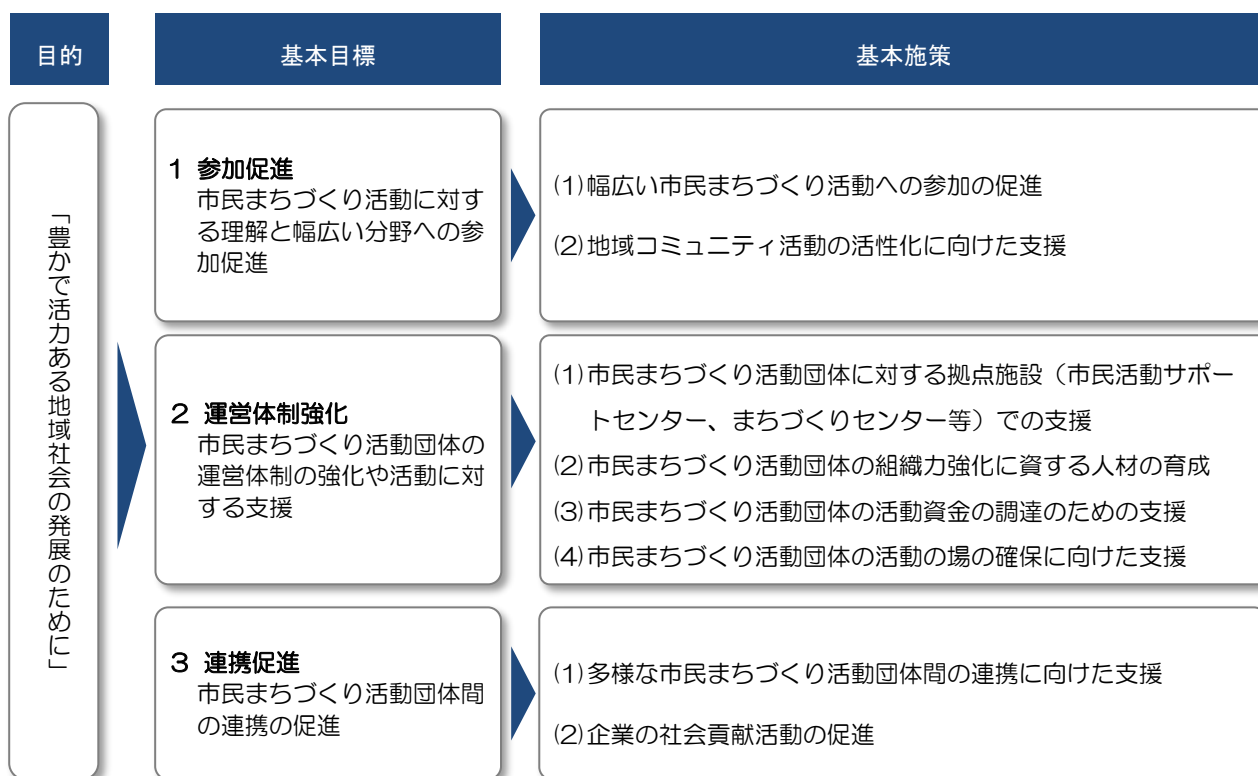 目的
基本目標
基本施策
「豊かで活力ある地域社会の発展のために」
1 参加促進
市民まちづくり活動に対す
る理解と幅広い分野への参
加促進
(1)幅広い市民まちづくり活動への参加の促進
(2)地域コミュニティ活動の活性化に向けた支援
2 運営体制強化
市民まちづくり活動団体の
運営体制の強化や活動に対
する支援
(1)市民まちづくり活動団体に対する拠点施設（市民活動サポー
トセンター、まちづくりセンター等）での支援
(2)市民まちづくり活動団体の組織力強化に資する人材の育成
(3)市民まちづくり活動団体の活動資金の調達のための支援
(4)市民まちづくり活動団体の活動の場の確保に向けた支援
3 連携促進
市民まちづくり活動団体間
の連携の促進
(1)多様な市民まちづくり活動団体間の連携に向けた支援
(2)企業の社会貢献活動の促進